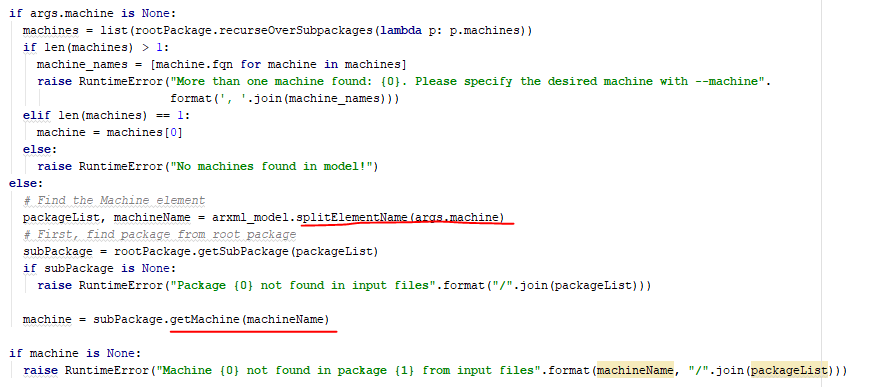 if args.machine is None:
machines = list(rootPackage.recurseOverSubpackages(lambda p: p.machines))
if len(machines) > 1:
machine_names = [machine.fqn for machine in machines]
raise RuntimeError("More than one machine found: {0}. Please specify the desired machine with --machine".
format(', '.join(machine_names)))
elif len(machines) == 1:
machine = machines[0]
else:
raise RuntimeError("No machines found in model!")
else:
# Find the Machine element
packageList, machineName = arxml_model.splitElementName(args.machine)
# First, find package from root package
subPackage = rootPackage.getSubPackage(packageList)
if subPackage is None:
raise RuntimeError("Package {0} not found in input files".format("/".join(packageList)))
machine = subPackage.getMachine(machineName)
if machine is None:
raise RuntimeError("Machine {0} not found in package {1} from input files".format(machineName, "/".join(packageList)))